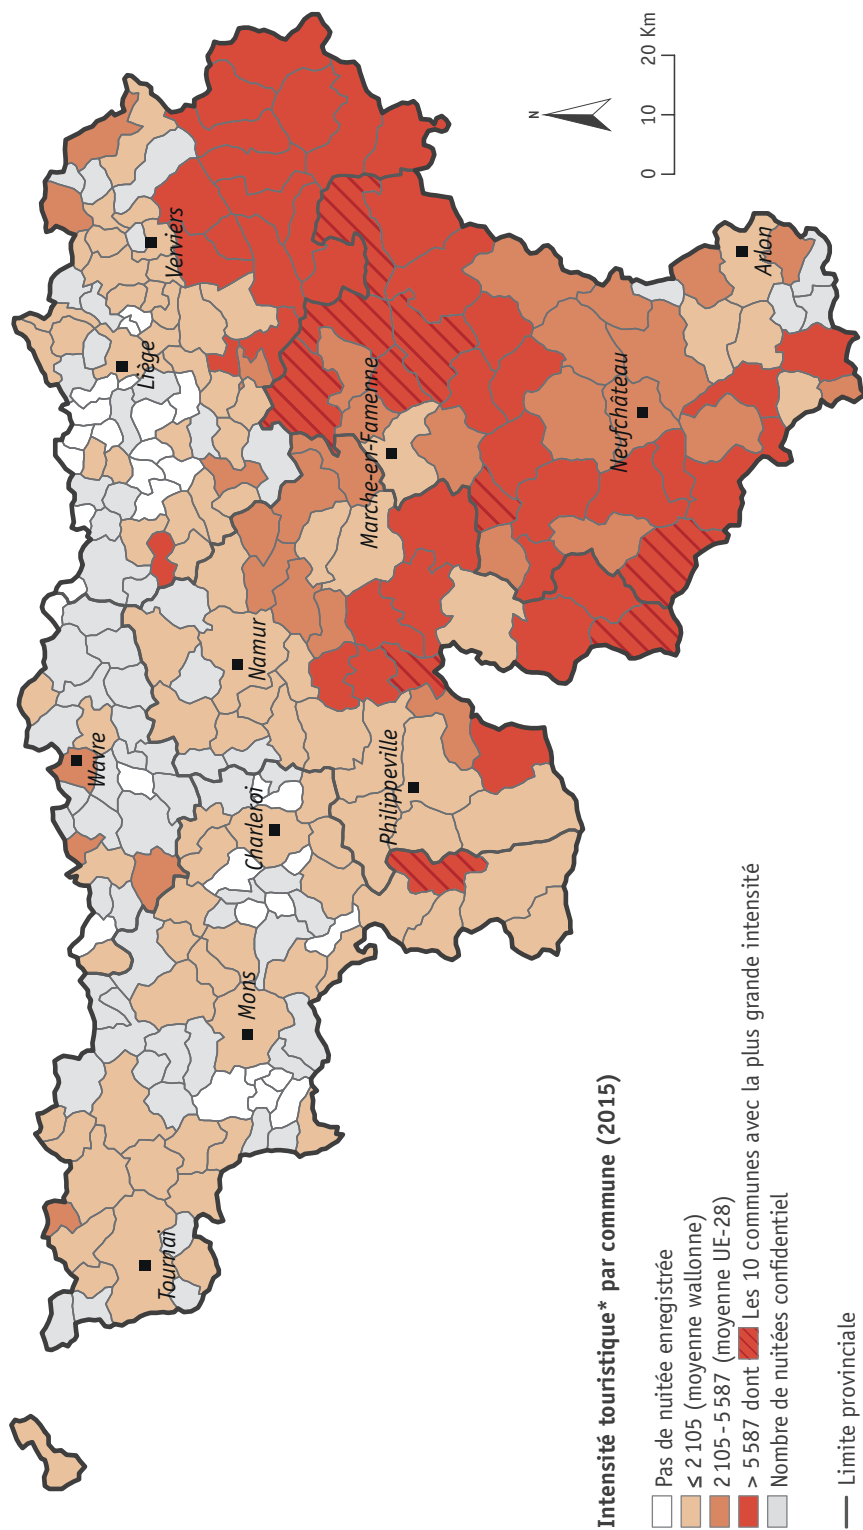 Tournai
Mons
Charleroi
Wavre
Namur
Liège
Verviers
Philippeville
Marche-en-Famenne
Neufchâteau
Arlon
N
0 10 20 Km
Intensité touristique* par commune (2015)
Pas de nuitée enregistrée
≤ 2 105 (moyenne wallonne)
2 105 - 5 587 (moyenne UE-28)
> 5 587 dont Les 10 communes avec la plus grande intensité
Nombre de nuitées confidentiel
Limite provinciale